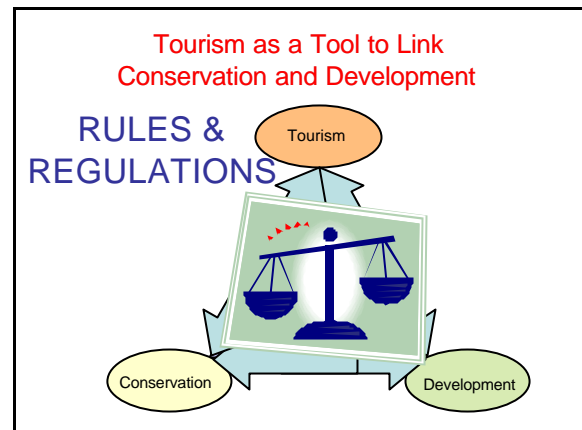 Tourism as a Tool to Link
Conservation and Development
RULES &
REGULATIONS
Tourism
Conservation
Development